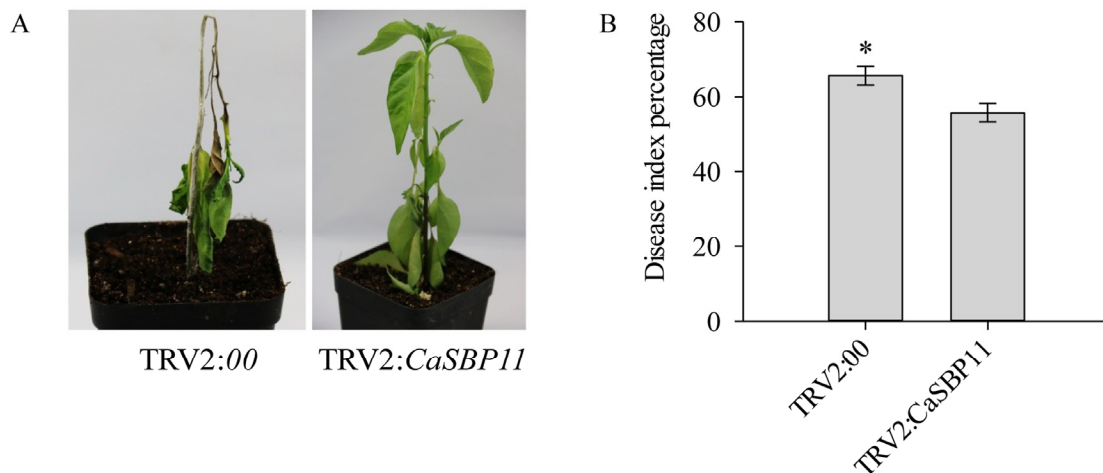 A
TRV2:00
TRV2:CaSBP11
B
Disease index percentage
80
60
40
20
0
*
TRV2:00
TRV2:CaSBP11